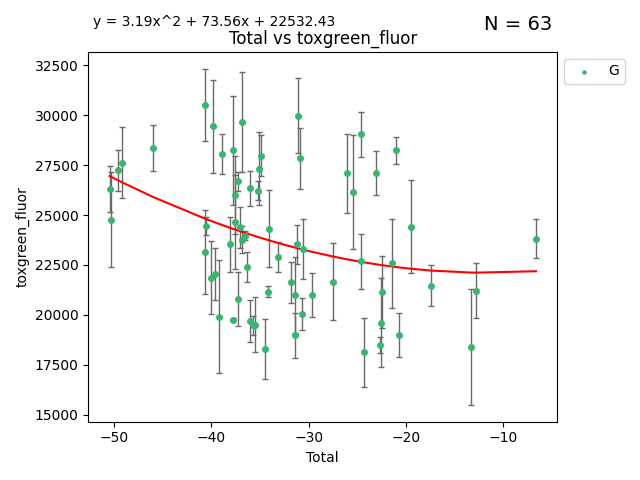 y = 3.19x^2 + 73.56x + 22532.43
N = 63
Total vs toxgreen_fluor
G
toxgreen_fluor
32500
30000
27500
25000
22500
20000
17500
15000
−50
−40
−30
−20
−10
Total